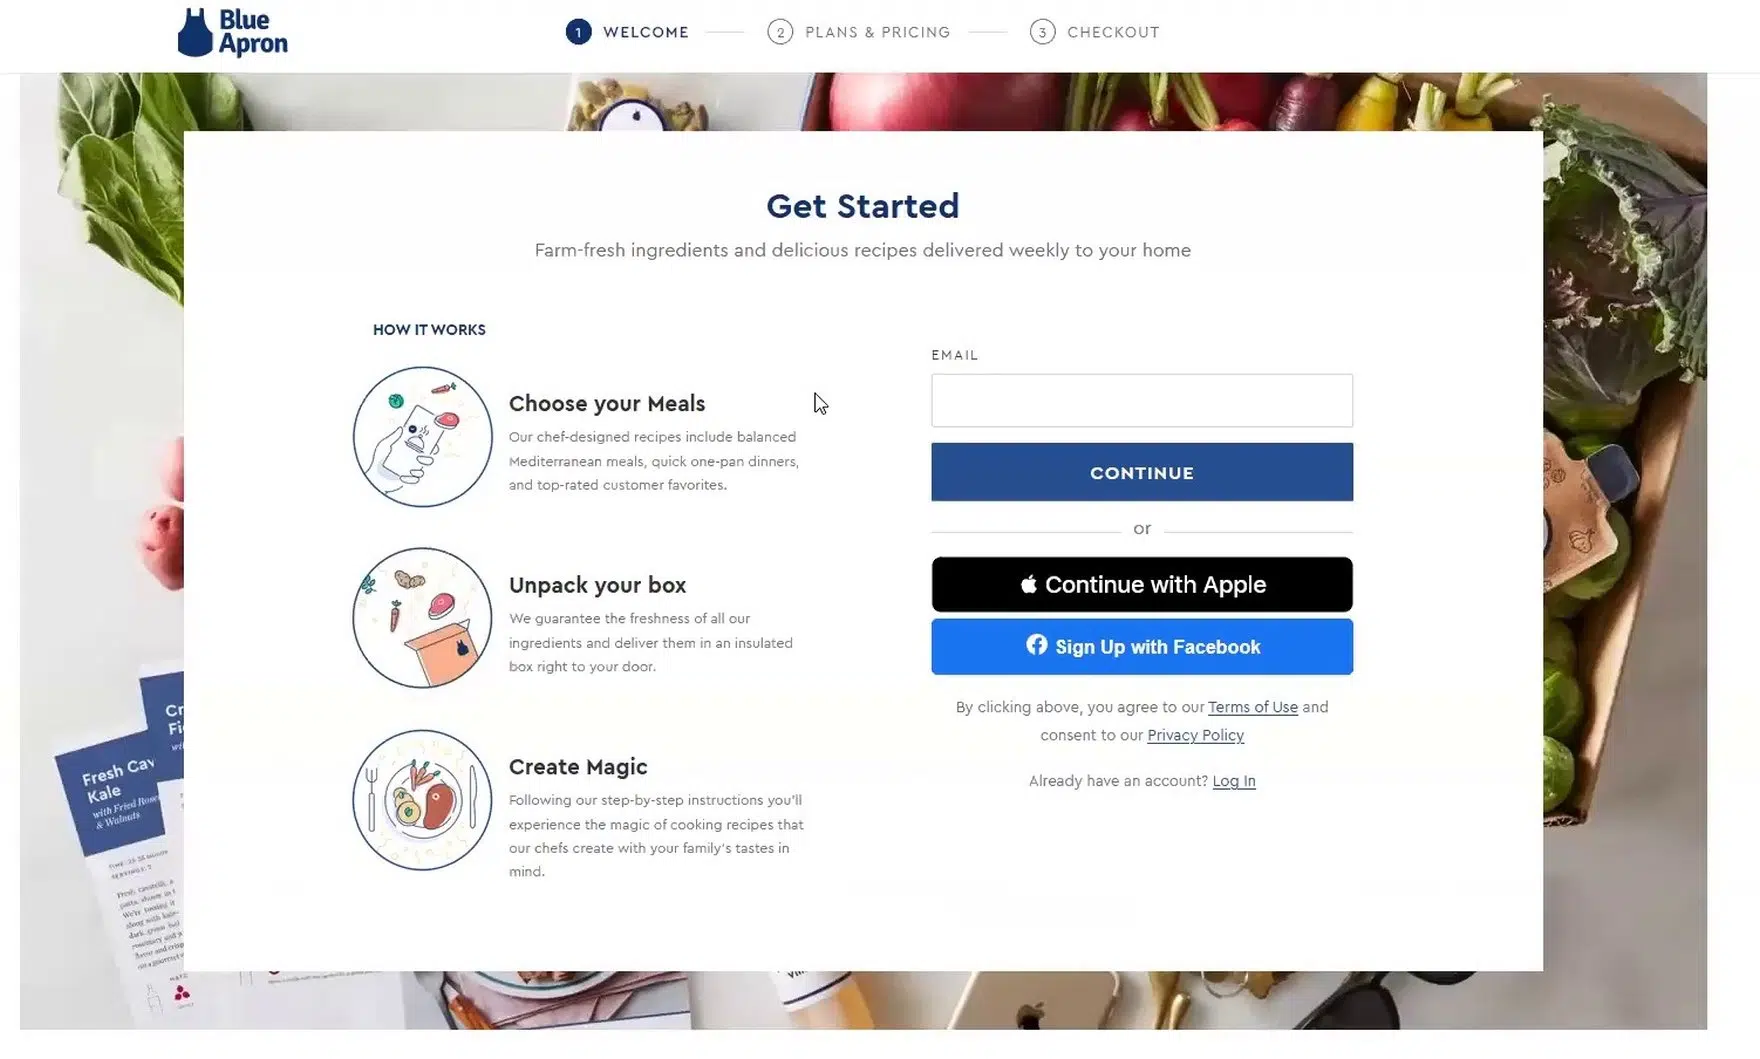 Blue
Apron
1 WELCOME
2 PLANS & PRICING
3 CHECKOUT
Get Started
Farm-fresh ingredients and delicious recipes delivered weekly to your home
HOW IT WORKS
Choose your Meals
Our chef-designed recipes include balanced
Mediterranean meals, quick one-pan dinners,
and top-rated customer favorites.
Unpack your box
We guarantee the freshness of all our
ingredients and deliver them in an insulated
box right to your door.
Create Magic
Following our step-by-step instructions you'll
experience the magic of cooking recipes that
our chefs create with your family's tastes in
mind.
EMAIL
CONTINUE
or
Continue with Apple
Sign Up with Facebook
By clicking above, you agree to our Terms of Use and
consent to our Privacy Policy
Already have an account? Log In
Fresh Cav
Kale
with Fried Rose
& Walnuts